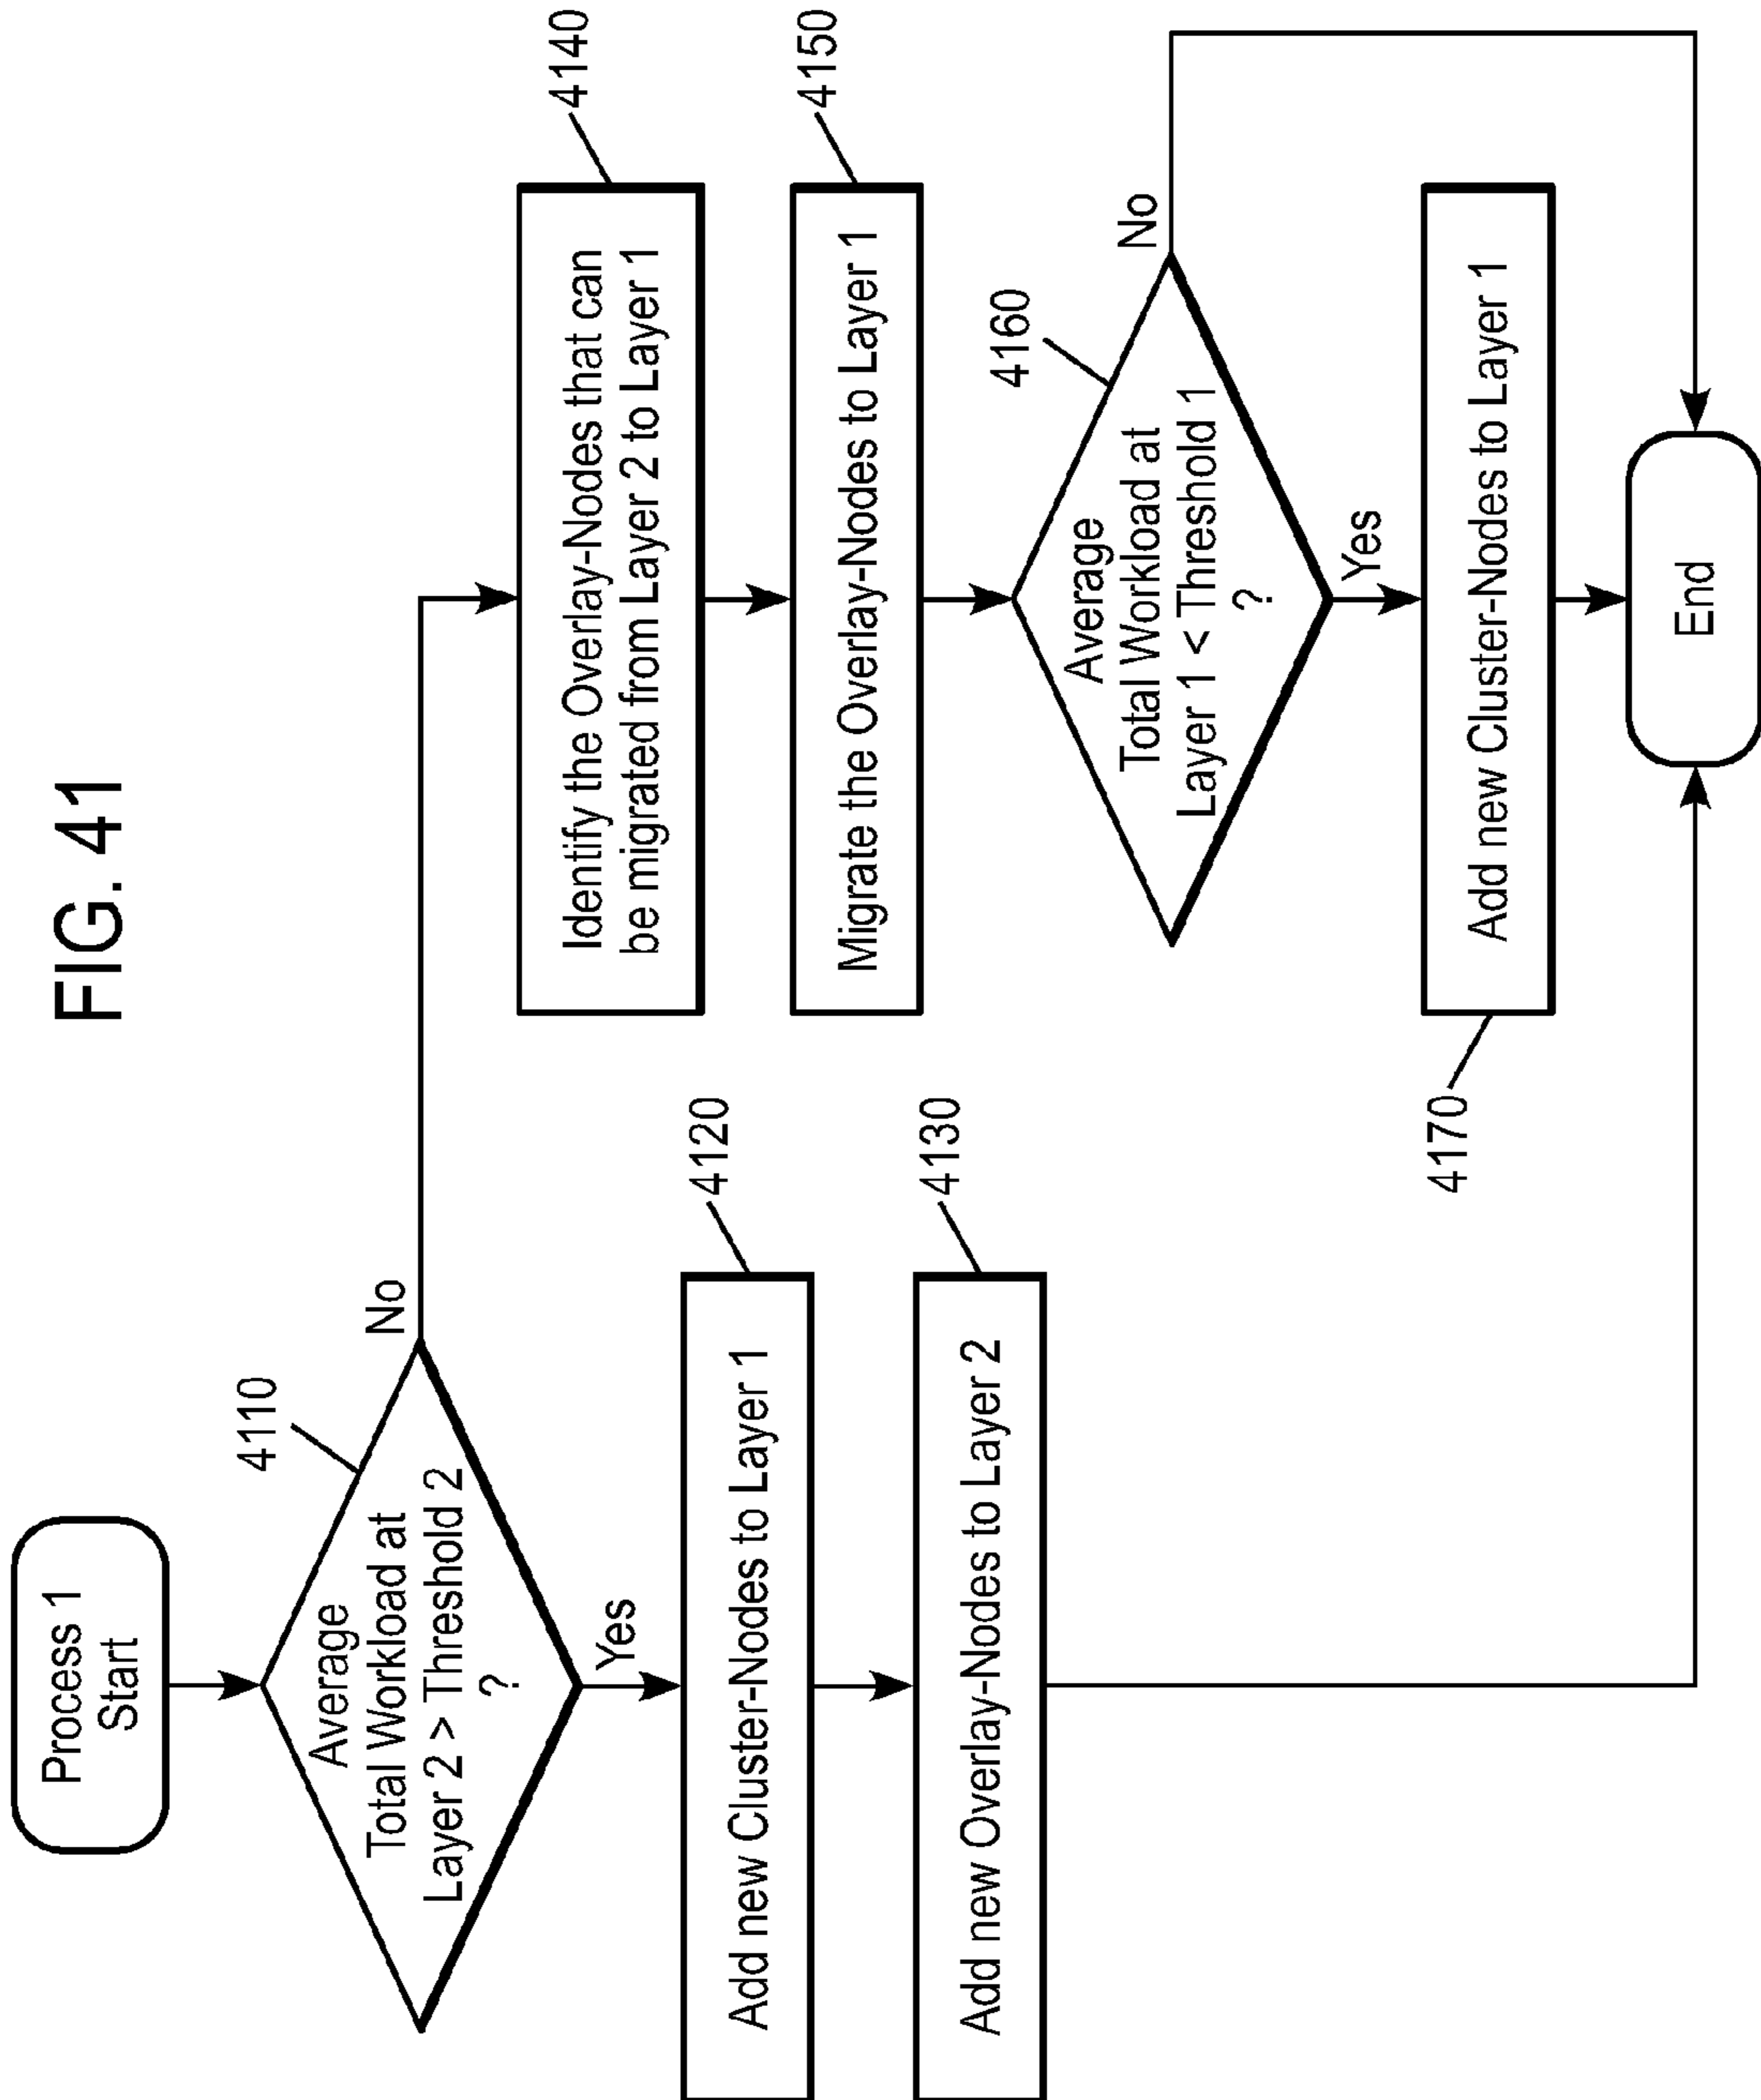 FIG. 41
Process 1
Start
4110
Average
Total Workload at
Layer 2 > Threshold 2
?
No
Yes
4120
Add new Cluster-Nodes to Layer 1
4130
Add new Overlay-Nodes to Layer 2
4140
Identify the Overlay-Nodes that can
be migrated from Layer 2 to Layer 1
4150
Migrate the Overlay-Nodes to Layer 1
4160
Average
Total Workload at
Layer 1 < Threshold 1
?
No
Yes
4170
Add new Cluster-Nodes to Layer 1
End